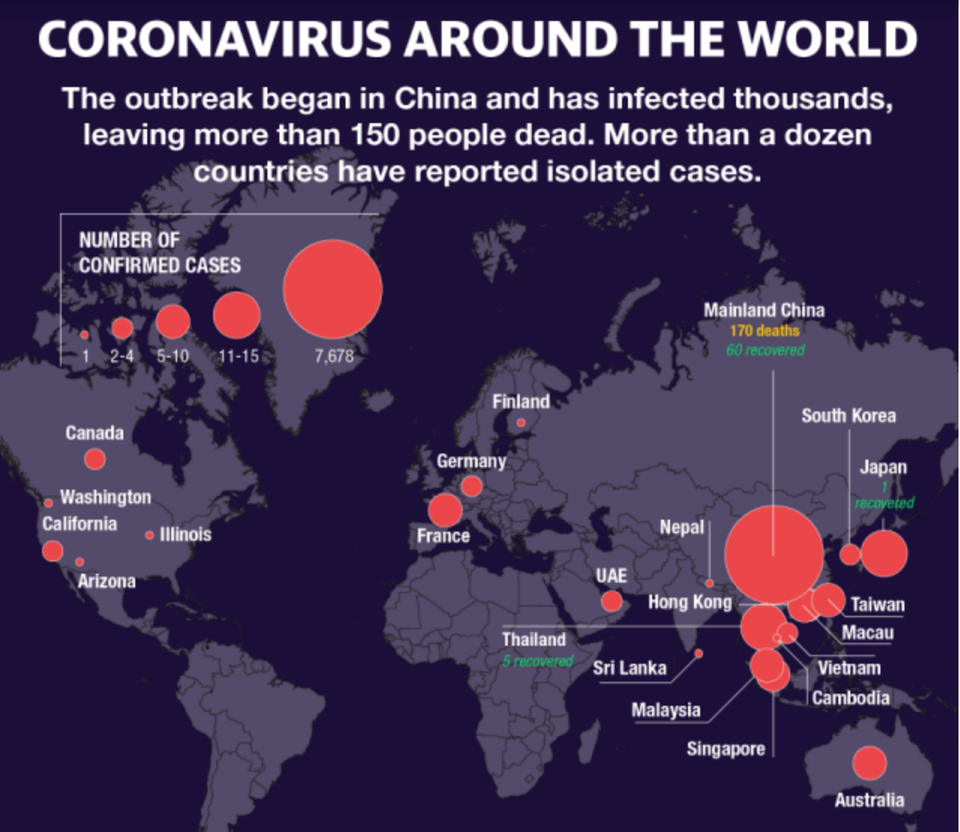 CORONAVIRUS AROUND THE WORLD
The outbreak began in China and has infected thousands,
leaving more than 150 people dead. More than a dozen
countries have reported isolated cases.
NUMBER OF
CONFIRMED CASES
1 2-4 5-10 11-15 7,678
Mainland China
170 deaths
60 recovered
Finland
South Korea
Canada
Germany
Japan
1
recovered
Washington
California
Illinois
France
Nepal
Arizona
UAE
Hong Kong
Taiwan
Thailand
5 recovered
Macau
Sri Lanka
Vietnam
Cambodia
Malaysia
Singapore
Australia